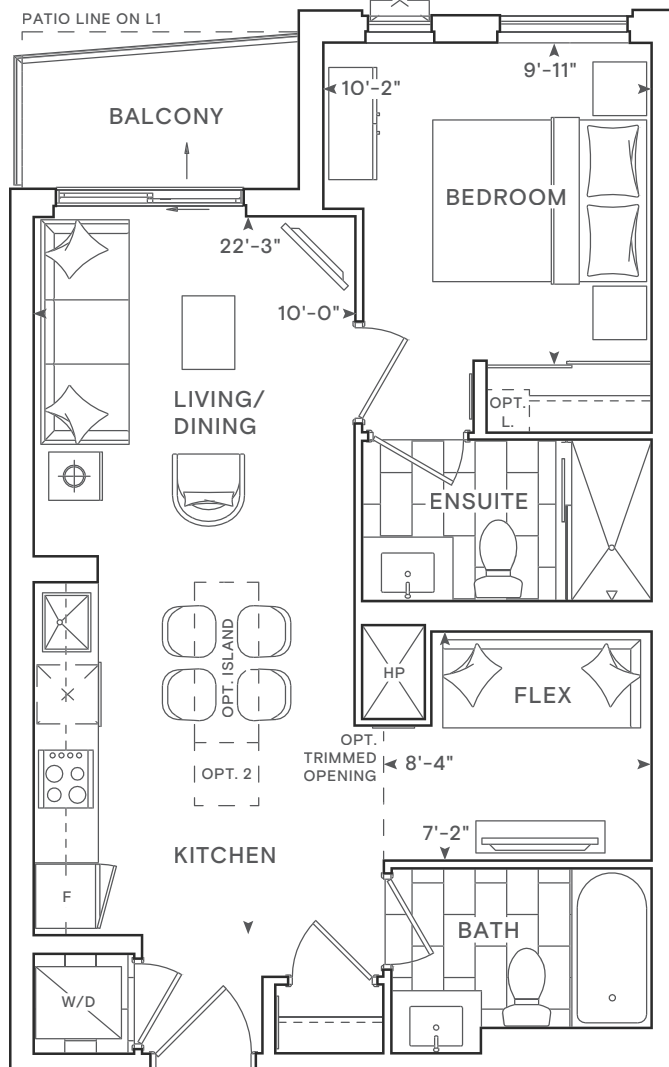 PATIO LINE ON L1
BALCONY
10'-2"
9'-11"
BEDROOM
22'-3"
10'-0"
LIVING/
DINING
OPT.
L.
ENSUITE
OPT. ISLAND
HP
FLEX
OPT.
TRIMMED
OPENING
8'-4"
OPT. 2
7'-2"
KITCHEN
F
BATH
W/D